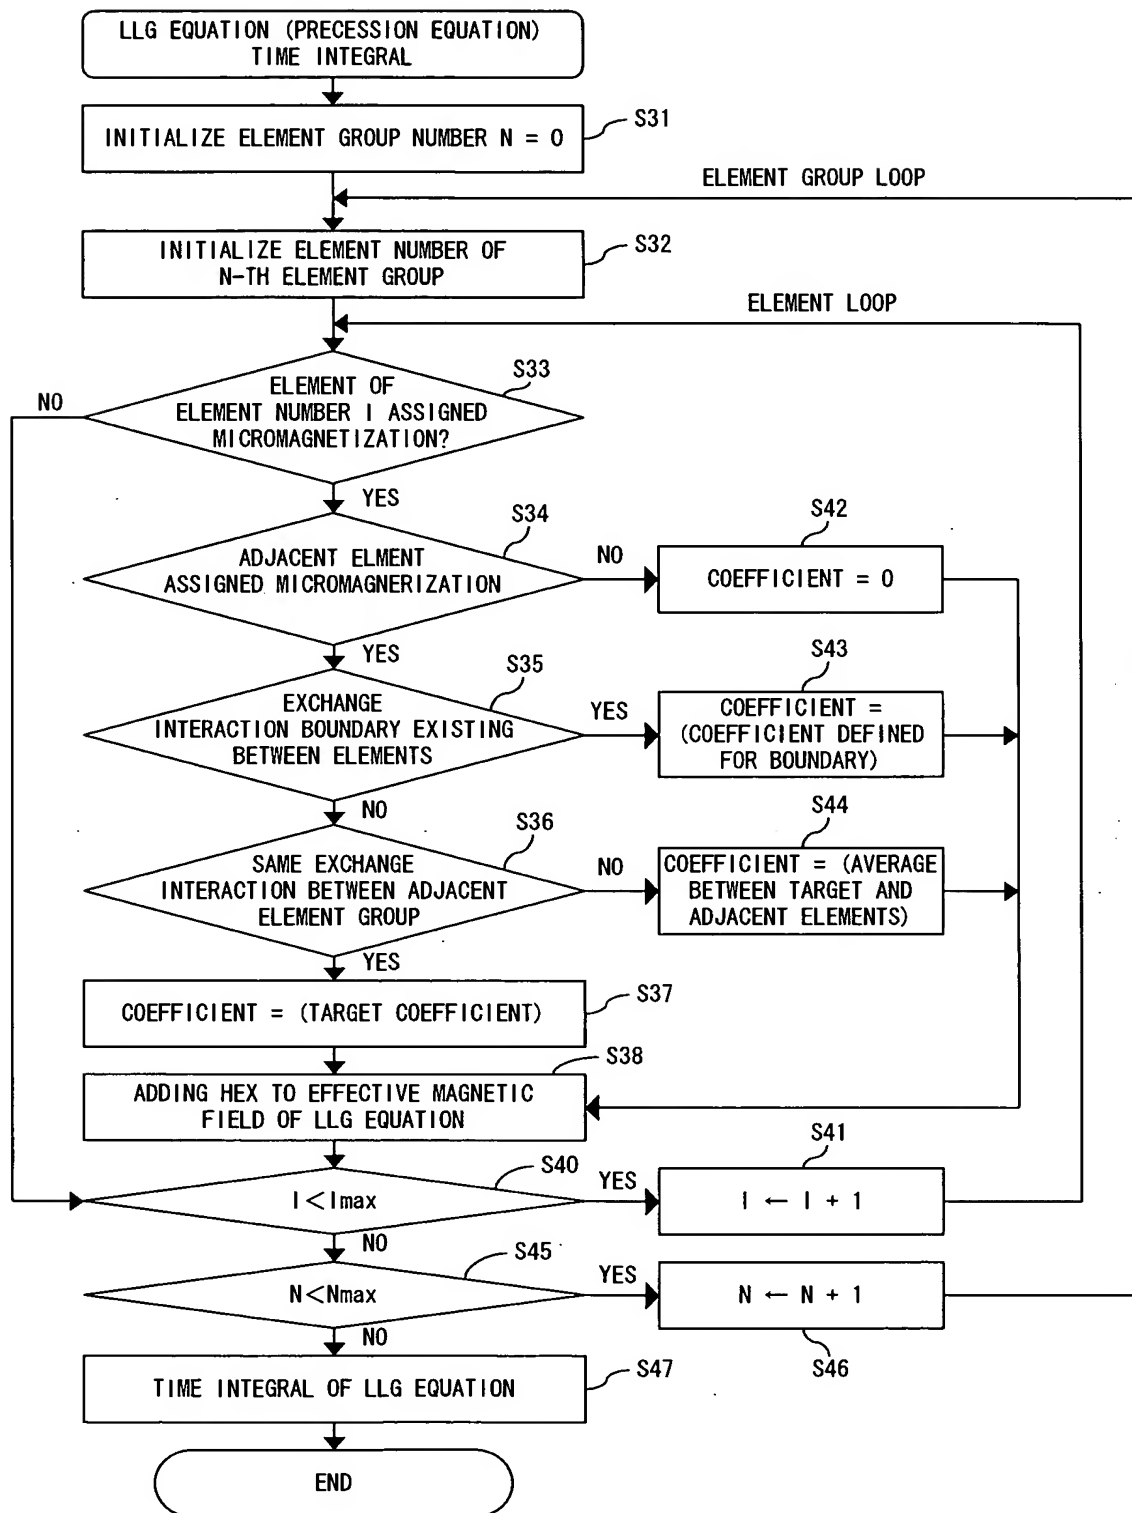 LLG EQUATION (PRECESSION EQUATION)
TIME INTEGRAL
S31
INITIALIZE ELEMENT GROUP NUMBER N = 0
ELEMENT GROUP LOOP
S32
INITIALIZE ELEMENT NUMBER OF
N-TH ELEMENT GROUP
ELEMENT LOOP
S33
NO
ELEMENT OF
ELEMENT NUMBER I ASSIGNED
MICROMAGNETIZATION?
YES
S34
S42
ADJACENT ELMENT
ASSIGNED MICROMAGNERIZATION
NO
COEFFICIENT = 0
YES
S35
S43
EXCHANGE
INTERACTION BOUNDARY EXISTING
BETWEEN ELEMENTS
YES
COEFFICIENT =
(COEFFICIENT DEFINED
FOR BOUNDARY)
NO
S36
S44
SAME EXCHANGE
INTERACTION BETWEEN ADJACENT
ELEMENT GROUP
NO
COEFFICIENT = (AVERAGE
BETWEEN TARGET AND
ADJACENT ELEMENTS)
YES
S37
COEFFICIENT = (TARGET COEFFICIENT)
S38
ADDING HEX TO EFFECTIVE MAGNETIC
FIELD OF LLG EQUATION
S40
S41
I<Imax
YES
I ← I + 1
NO
S45
N<Nmax
YES
N ← N + 1
NO
S46
S47
TIME INTEGRAL OF LLG EQUATION
END